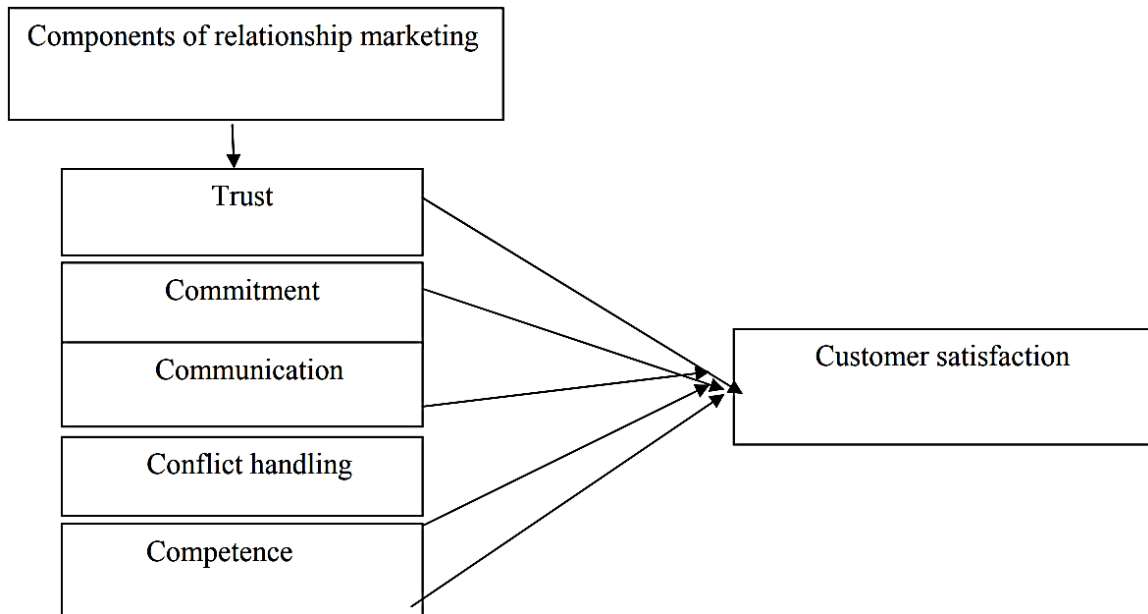 Components of relationship marketing
Trust
Commitment
Communication
Customer satisfaction
Conflict handling
Competence